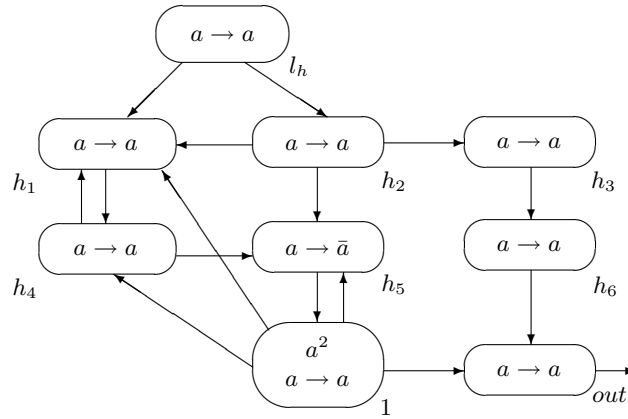 a → a
l_h
a → a
a → a
a → a
h_1
h_2
h_3
a → a
a → ā
a → a
h_4
h_5
h_6
a^2
a → a
a → a
1
out